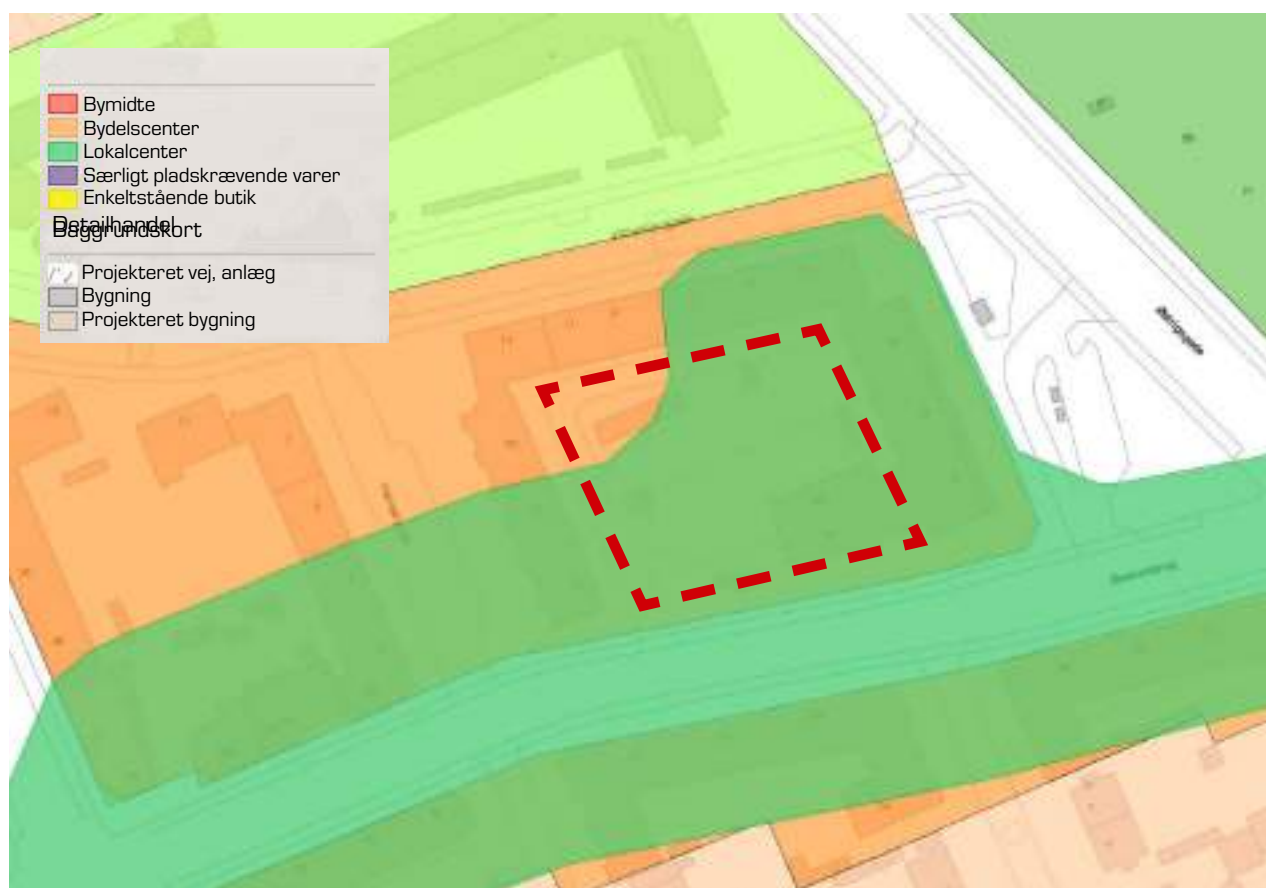 Bymidte
Bydelscenter
Lokalcenter
Særligt pladskrævende varer
Enkeltstående butik
Detailhandel
Baggrundskort
Projekteret vej, anlæg
Bygning
Projekteret bygning